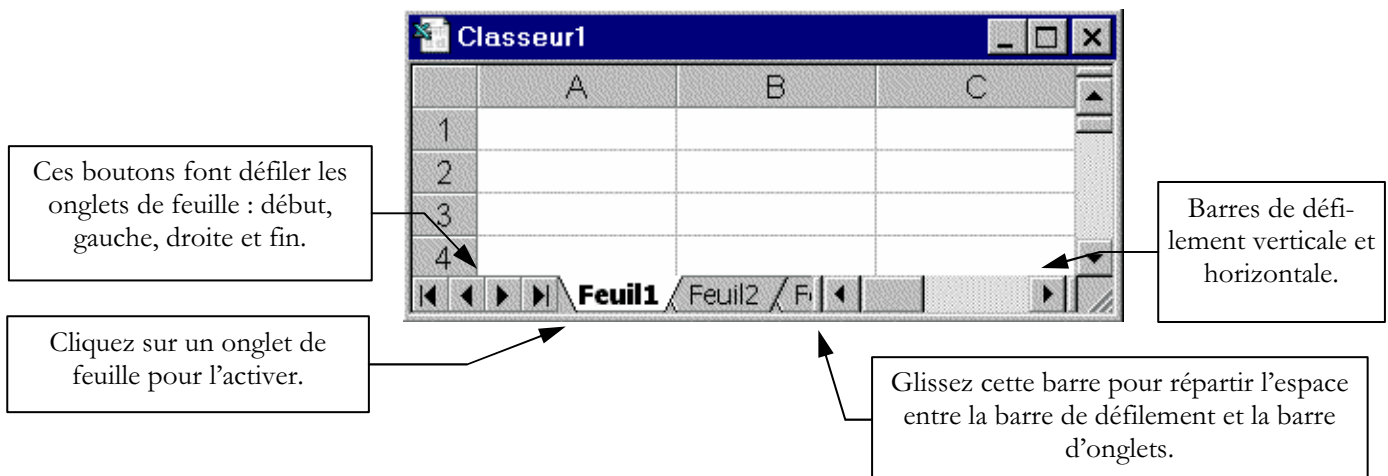 Classeur1
A B C
1
2
3
4
Feuil1 Feuil2 F
Ces boutons font défiler les
onglets de feuille : début,
gauche, droite et fin.
Cliquez sur un onglet de
feuille pour l’activer.
Barres de défi-
lement verticale et
horizontale.
Glissez cette barre pour répartir l’espace
entre la barre de défilement et la barre
d’onglets.